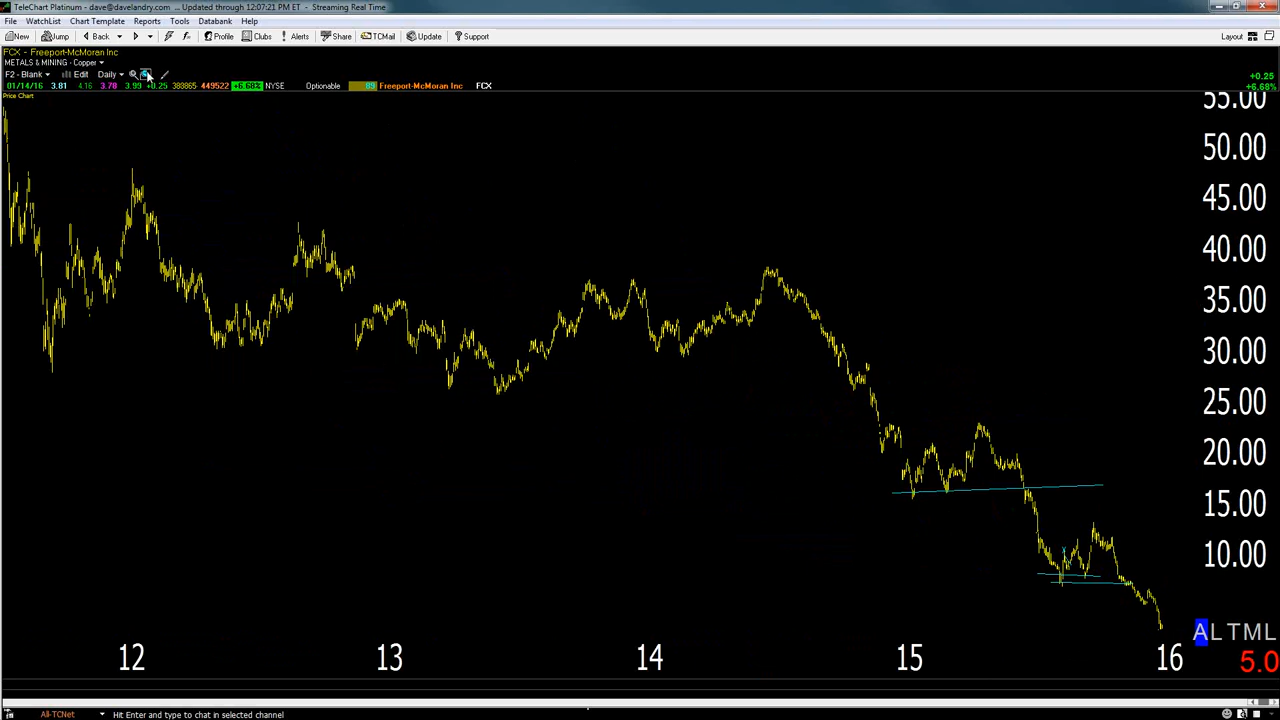 TeleChart Platinum - dave@davelandry.com ... Updated through 12:07:21 PM ET - Streaming Real Time
File WatchList Chart Template Reports Tools Databank Help
New Jump Back Profile Clubs Alerts Share TCMail Update Support Layout
FCX - Freeport-McMoran Inc
METALS & MINING - Copper
F2 - Blank Edit Daily +0.25
01/14/16 3.81 4.16 3.78 3.99 +0.25 380865 449522 +6.68% NYSE Optionable 89 Freeport-McMoran Inc FCX +6.68%
Price Chart
55.00
50.00
45.00
40.00
35.00
30.00
25.00
20.00
15.00
10.00
ALTML
12 13 14 15 16 5.0
All-TCNet Hit Enter and type to chat in selected channel